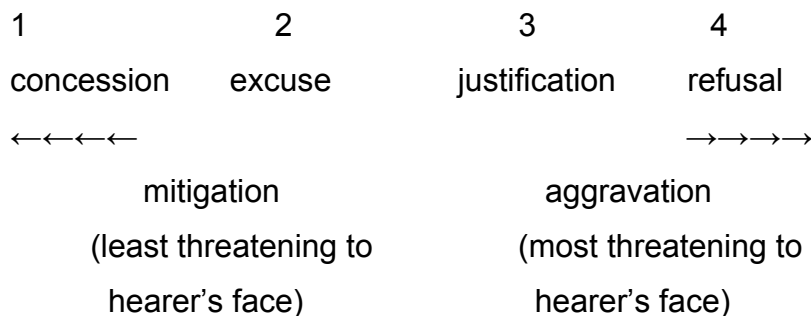 1 2 3 4
concession excuse justification refusal
←←←← →→→→
mitigation aggravation
(least threatening to (most threatening to
hearer’s face) hearer’s face)